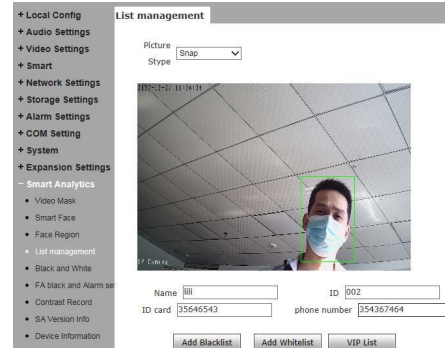 + Local Config
+ Audio Settings
+ Video Settings
+ Smart
+ Network Settings
+ Storage Settings
+ Alarm Settings
+ COM Setting
+ System
+ Expansion Settings
− Smart Analytics
• Video Mask
• Smart Face
• Face Region
• List management
• Black and White
• FA black and Alarm se
• Contrast Record
• SA Version Info
• Device Information
List management
Picture Stype Snap
IP Camera
Name lili ID 002
ID card 35646543 phone number 354367464
Add Blacklist Add Whitelist VIP List